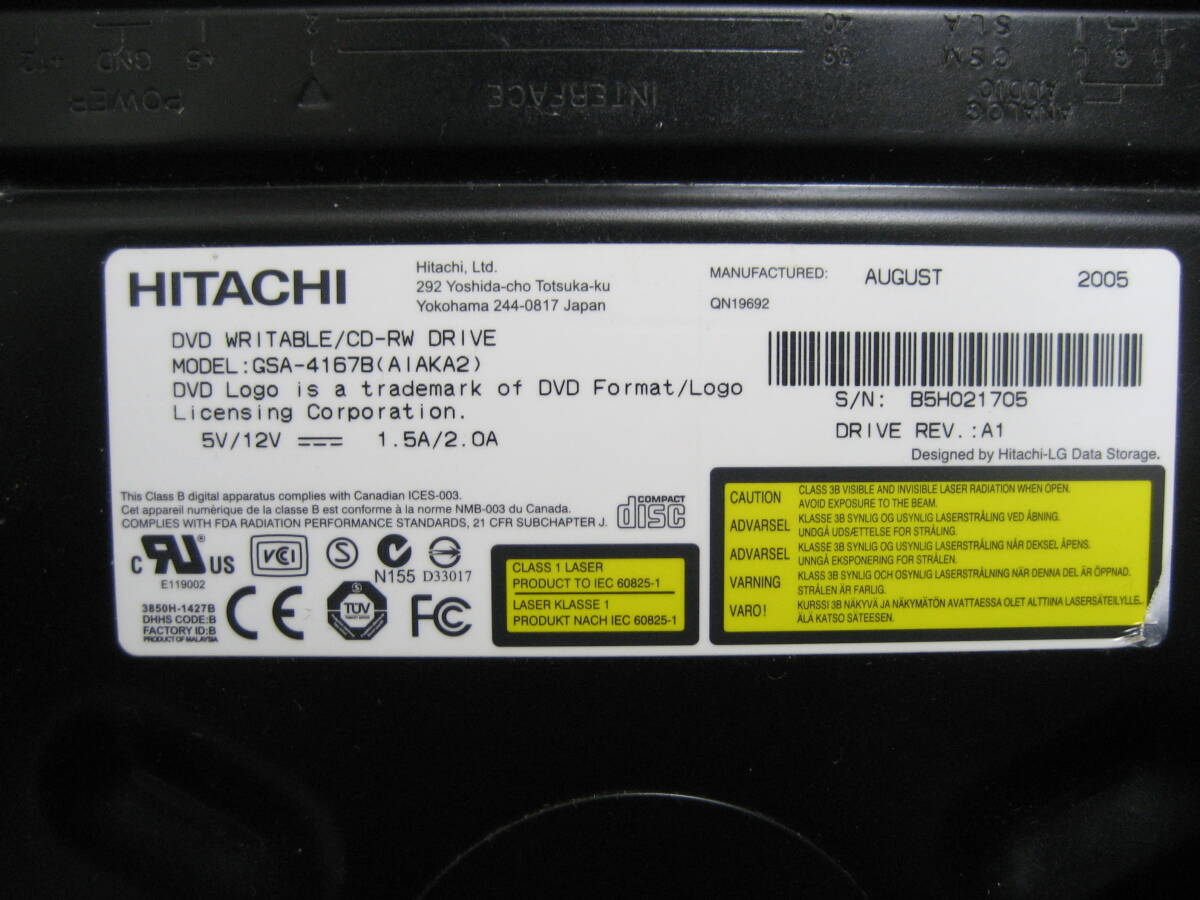 +12 GND +5
POWER
2
1
INTERFACE
40
39
S L A
C S M
ANALOG
AUDIO
HITACHI
Hitachi, Ltd.
292 Yoshida-cho Totsuka-ku
Yokohama 244-0817 Japan
MANUFACTURED: AUGUST 2005
QN19692
DVD WRITABLE/CD-RW DRIVE
MODEL:GSA-4167B(AIAKA2)
DVD Logo is a trademark of DVD Format/Logo
Licensing Corporation.
5V/12V 1.5A/2.0A
S/N: B5H021705
DRIVE REV.:A1
Designed by Hitachi-LG Data Storage.
This Class B digital apparatus complies with Canadian ICES-003.
Cet appareil numérique de la classe B est conforme à la norme NMB-003 du Canada.
COMPLIES WITH FDA RADIATION PERFORMANCE STANDARDS, 21 CFR SUBCHAPTER J.
COMPACT
disc
C RU ® US
E119002
VCI
S
N155
D33017
3850H-1427B
DHHS CODE:B
FACTORY ID:B
PRODUCT OF MALAYSIA
CE
TÜV
FC
CLASS 1 LASER
PRODUCT TO IEC 60825-1
LASER KLASSE 1
PRODUKT NACH IEC 60825-1
CAUTION CLASS 3B VISIBLE AND INVISIBLE LASER RADIATION WHEN OPEN.
AVOID EXPOSURE TO THE BEAM.
ADVARSEL KLASSE 3B SYNLIG OG USYNLIG LASERSTRÅLING VED ÅBNING.
UNDGÅ UDSÆTTELSE FOR STRÅLING.
ADVARSEL KLASSE 3B SYNLIG OG USYNLIG LASERSTRÅLING NÅR DEKSEL ÅPENS.
UNNGÅ EKSPONERING FOR STRÅLEN.
VARNING KLASS 3B SYNLIG OCH OSYNLIG LASERSTRÅLNING NÄR DENNA DEL ÄR ÖPPNAD.
STRÅLEN ÄR FARLIG.
VARO! KURSSI 3B NÄKYVÄ JA NÄKYMÄTÖN AVATTAESSA OLET ALTTIINA LASERSÄTEILYLLE.
ÄLÄ KATSO SÄTEESEEN.